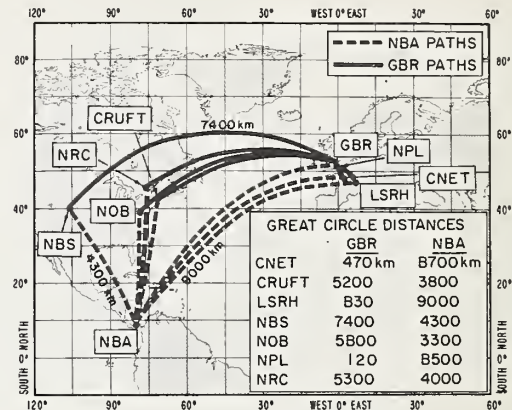 120° 90° 60° 30° WEST 0° EAST 30° 60°
NBA PATHS
GBR PATHS
80° 80°
CRUFT
7400 km
60° 60°
GBR
NPL
NRC
CNET
NOB
LSRH
40° 40°
NBS
4300 km
9000 km
GREAT CIRCLE DISTANCES
GBR NBA
CNET 470 km 8700 km
CRUFT 5200 3800
LSRH 830 9000
NBS 7400 4300
NOB 5800 3300
NPL 120 8500
NRC 5300 4000
20°
NBA
SOUTH 0° NORTH
SOUTH 0° NORTH
120° 90° 60° 30° WEST 0° EAST 30° 60°